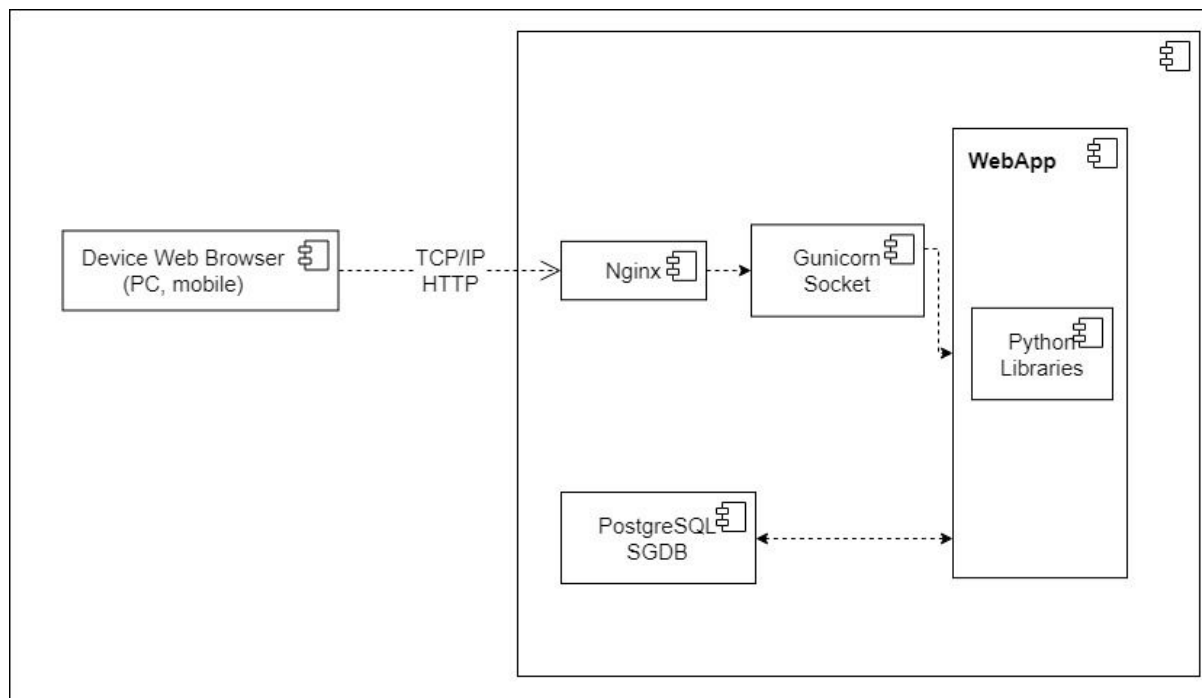 WebApp
Device Web Browser
(PC, mobile)
TCP/IP
HTTP
Nginx
Gunicorn
Socket
Python
Libraries
PostgreSQL
SGDB